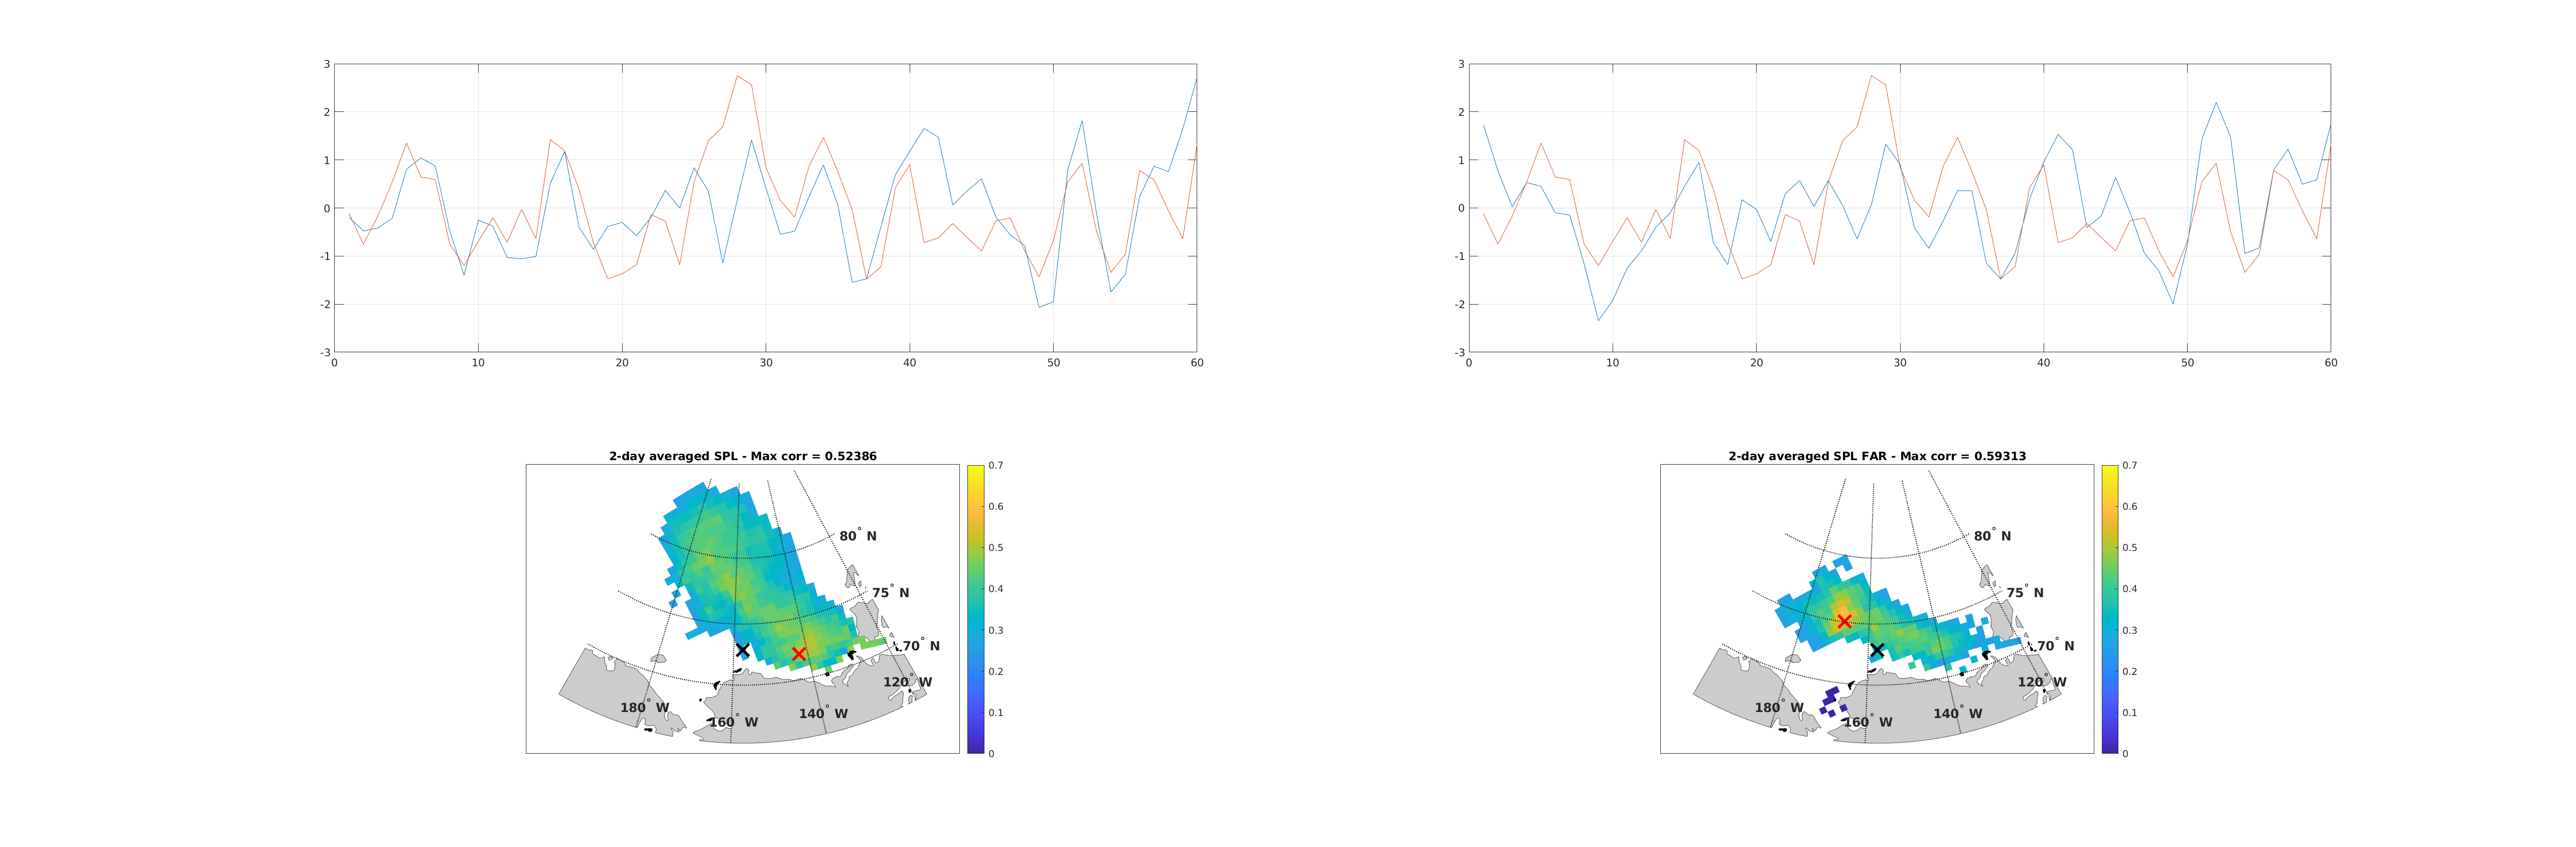 3
2
1
0
-1
-2
-3
0 10 20 30 40 50 60
3
2
1
0
-1
-2
-3
0 10 20 30 40 50 60
2-day averaged SPL - Max corr = 0.52386
80° N
75° N
70° N
120° W
140° W
160° W
180° W
0.7
0.6
0.5
0.4
0.3
0.2
0.1
0
2-day averaged SPL FAR - Max corr = 0.59313
80° N
75° N
70° N
120° W
140° W
160° W
180° W
0.7
0.6
0.5
0.4
0.3
0.2
0.1
0